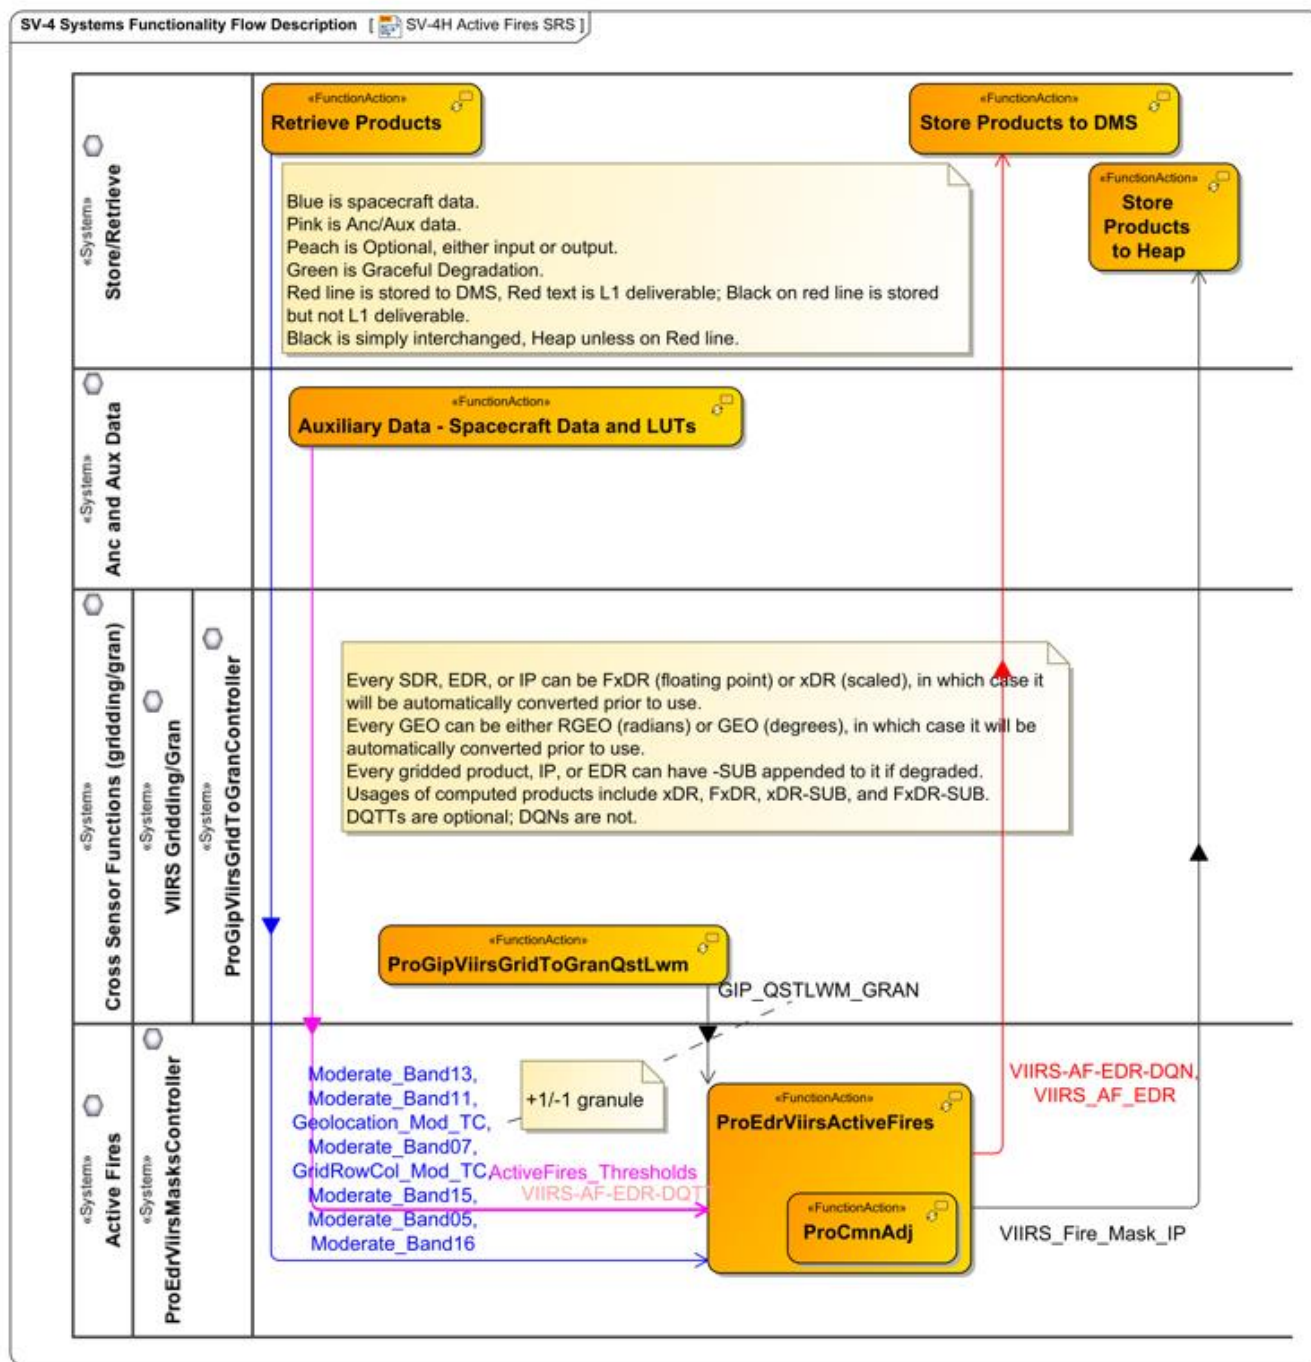 SV-4 Systems Functionality Flow Description [ SV-4H Active Fires SRS ]
«System»
Store/Retrieve
«FunctionAction»
Retrieve Products
«FunctionAction»
Store Products to DMS
«FunctionAction»
Store
Products
to Heap
Blue is spacecraft data.
Pink is Anc/Aux data.
Peach is Optional, either input or output.
Green is Graceful Degradation.
Red line is stored to DMS, Red text is L1 deliverable; Black on red line is stored
but not L1 deliverable.
Black is simply interchanged, Heap unless on Red line.
«System»
Anc and Aux Data
«FunctionAction»
Auxiliary Data - Spacecraft Data and LUTs
«System»
Cross Sensor Functions (gridding/gran)
«System»
VIIRS Gridding/Gran
«System»
ProGipViirsGridToGranController
Every SDR, EDR, or IP can be FxDR (floating point) or xDR (scaled), in which case it
will be automatically converted prior to use.
Every GEO can be either RGEO (radians) or GEO (degrees), in which case it will be
automatically converted prior to use.
Every gridded product, IP, or EDR can have -SUB appended to it if degraded.
Usages of computed products include xDR, FxDR, xDR-SUB, and FxDR-SUB.
DQTTs are optional; DQNs are not.
«FunctionAction»
ProGipViirsGridToGranQstLwm
GIP_QSTLWM_GRAN
«System»
Active Fires
«System»
ProEdrViirsMasksController
Moderate_Band13,
Moderate_Band11,
Geolocation_Mod_TC,
Moderate_Band07,
GridRowCol_Mod_TC,
Moderate_Band15,
Moderate_Band05,
Moderate_Band16
+1/-1 granule
ActiveFires_Thresholds
VIIRS-AF-EDR-DQTT
«FunctionAction»
ProEdrViirsActiveFires
«FunctionAction»
ProCmnAdj
VIIRS-AF-EDR-DQN,
VIIRS_AF_EDR
VIIRS_Fire_Mask_IP